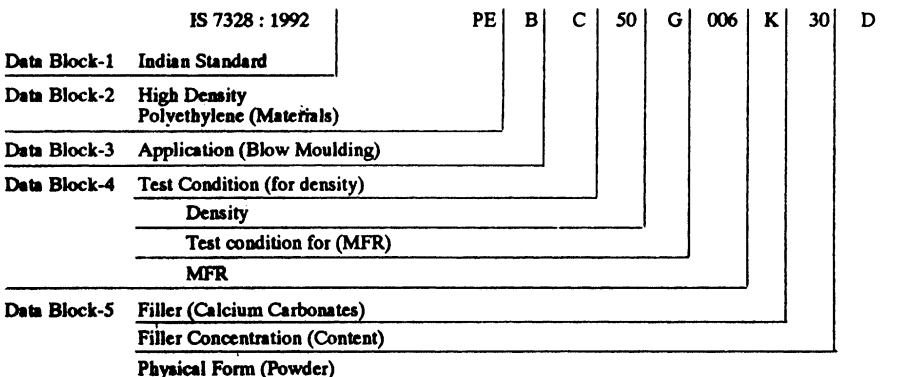 IS 7328 : 1992 PE B C 50 G 006 K 30 D
Data Block-1 Indian Standard
Data Block-2 High Density
Polyethylene (Materials)
Data Block-3 Application (Blow Moulding)
Data Block-4 Test Condition (for density)
Density
Test condition for (MFR)
MFR
Data Block-5 Filler (Calcium Carbonates)
Filler Concentration (Content)
Physical Form (Powder)